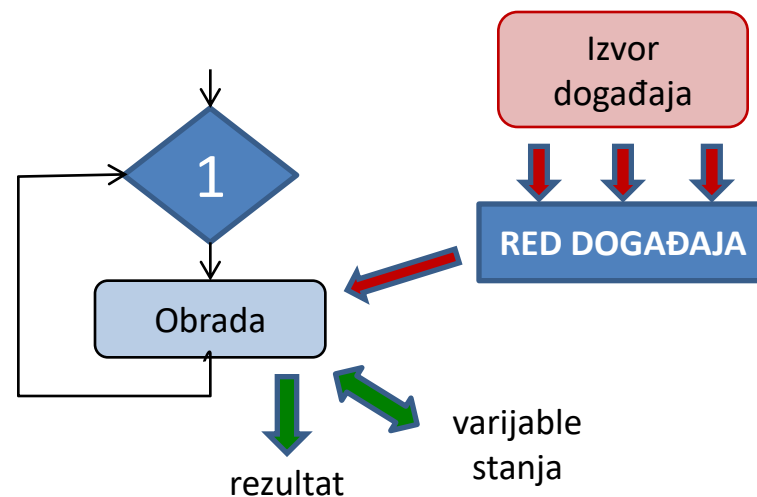 Izvor
događaja
1
RED DOGAĐAJA
Obrada
varijable
stanja
rezultat